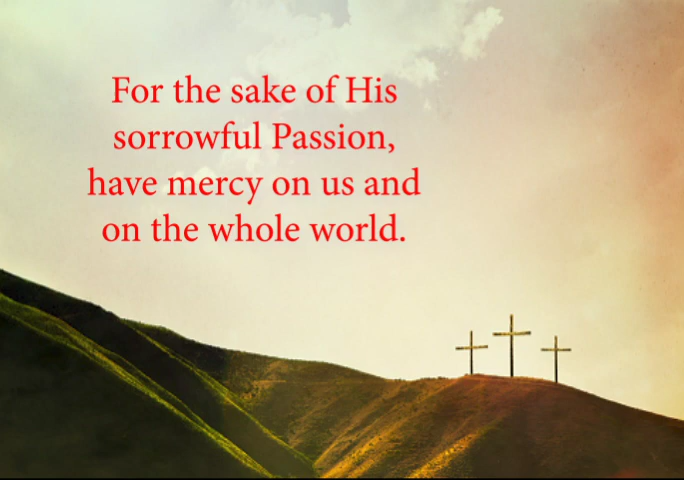 For the sake of His
sorrowful Passion,
have mercy on us and
on the whole world.